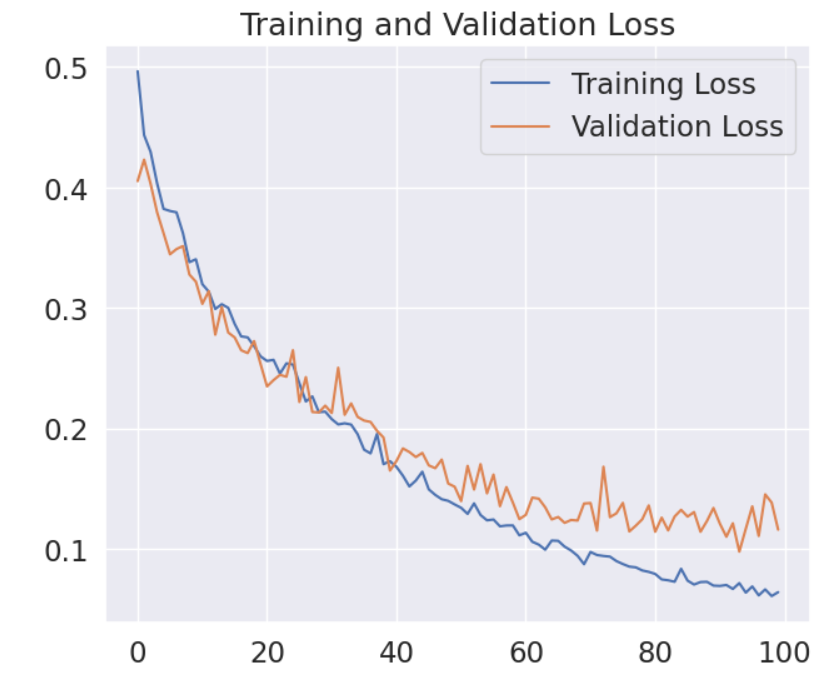 Training and Validation Loss
Training Loss
Validation Loss
0.5
0.4
0.3
0.2
0.1
0 20 40 60 80 100